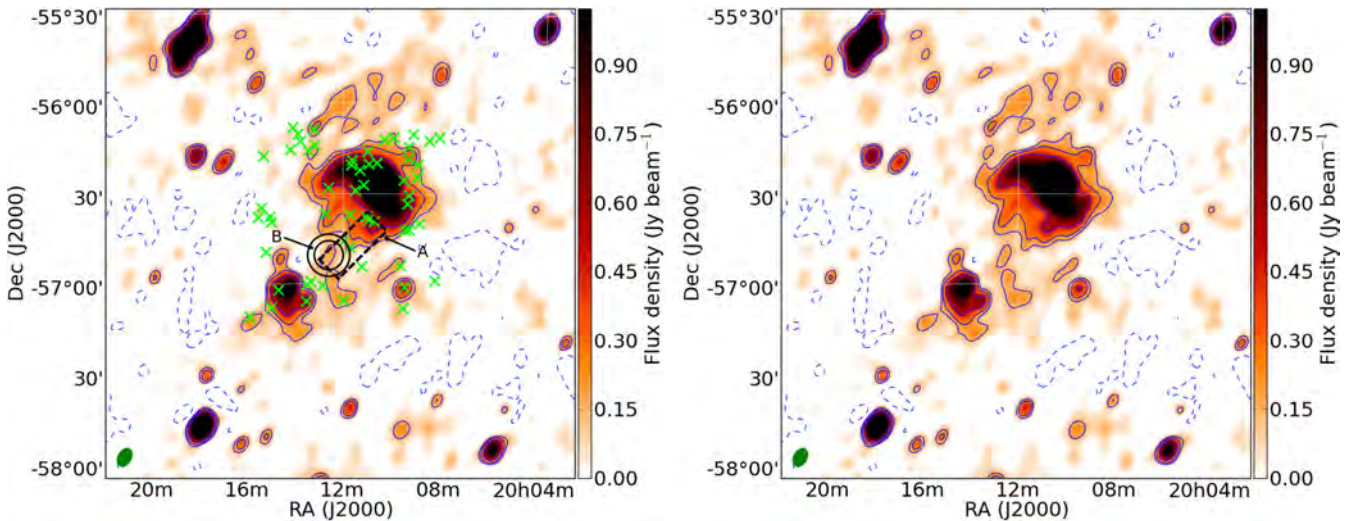 -55°30'
-56°00'
30'
-57°00'
30'
-58°00'
Dec (J2000)
B
A
20m 16m 12m 08m 20h04m
RA (J2000)
0.90
0.75
0.60
0.45
0.30
0.15
0.00
Flux density (Jy beam⁻¹)
-55°30'
-56°00'
30'
-57°00'
30'
-58°00'
Dec (J2000)
20m 16m 12m 08m 20h04m
RA (J2000)
0.90
0.75
0.60
0.45
0.30
0.15
0.00
Flux density (Jy beam⁻¹)